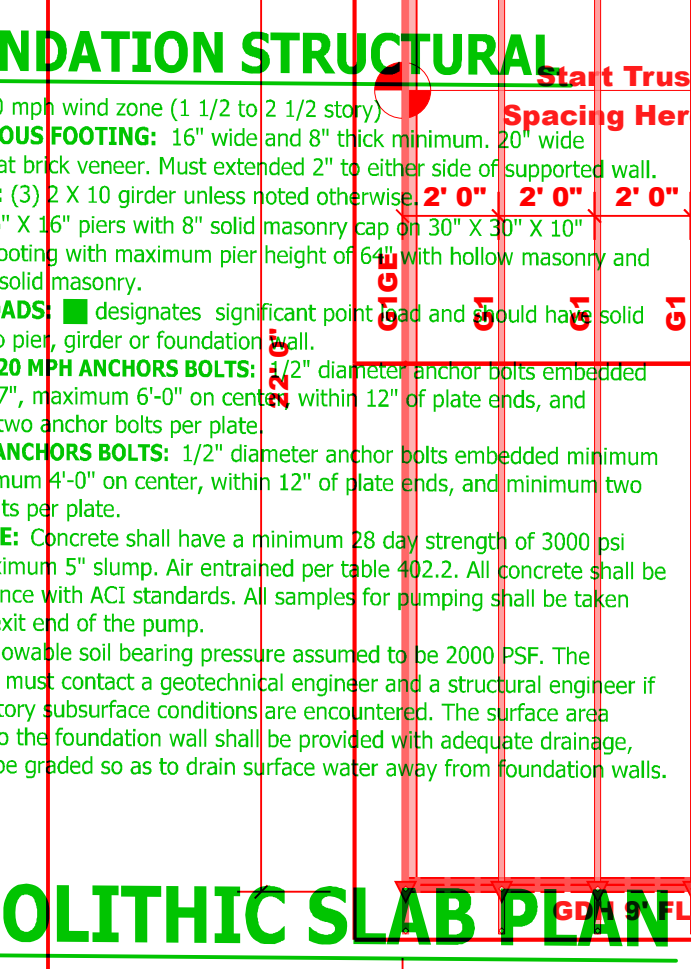 NDATION STRUCTURAL
Start Trus
Spacing Her
0 mph wind zone (1 1/2 to 2 1/2 story)
OUS FOOTING: 16" wide and 8" thick minimum. 20" wide
at brick veneer. Must extended 2" to either side of supported wall.
: (3) 2 X 10 girder unless noted otherwise.
2' 0" 2' 0" 2' 0"
" X 16" piers with 8" solid masonry cap on 30" X 30" X 10"
ooting with maximum pier height of 64" with hollow masonry and
solid masonry.
G1GE G1 G1 G1
ADS: designates significant point load and should have solid
o pier, girder or foundation wall.
22' 0"
20 MPH ANCHORS BOLTS: 1/2" diameter anchor bolts embedded
7", maximum 6'-0" on center, within 12" of plate ends, and
two anchor bolts per plate.
ANCHORS BOLTS: 1/2" diameter anchor bolts embedded minimum
mum 4'-0" on center, within 12" of plate ends, and minimum two
ts per plate.
E: Concrete shall have a minimum 28 day strength of 3000 psi
ximum 5" slump. Air entrained per table 402.2. All concrete shall be
nce with ACI standards. All samples for pumping shall be taken
exit end of the pump.
owable soil bearing pressure assumed to be 2000 PSF. The
must contact a geotechnical engineer and a structural engineer if
tory subsurface conditions are encountered. The surface area
o the foundation wall shall be provided with adequate drainage,
be graded so as to drain surface water away from foundation walls.
OLITHIC SLAB PLAN
GDH 9' FL